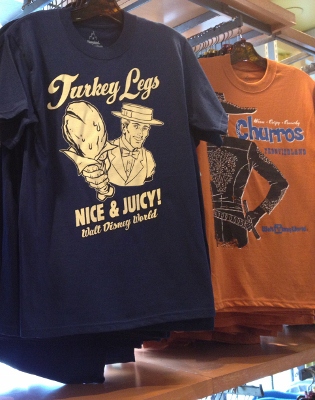 Turkey Legs
NICE & JUICY!
Walt Disney World
Churros